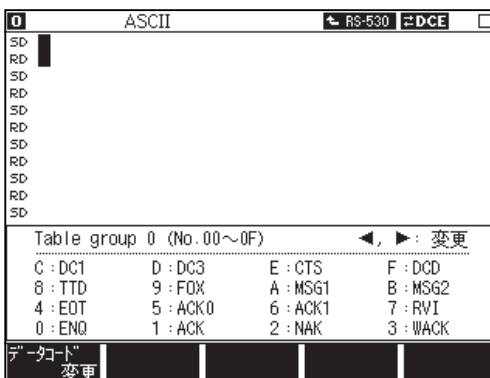 0 ASCII RS-530 DCE
SD
RD
SD
RD
SD
RD
SD
RD
SD
RD
SD
Table group 0 (No.00～0F) ◀, ▶: 変更
C:DC1 D:DC3 E:CTS F:DCD
8:TTD 9:FOX A:MSG1 B:MSG2
4:EOT 5:ACK0 6:ACK1 7:RVI
0:ENQ 1:ACK 2:NAK 3:WACK
データコード
変更